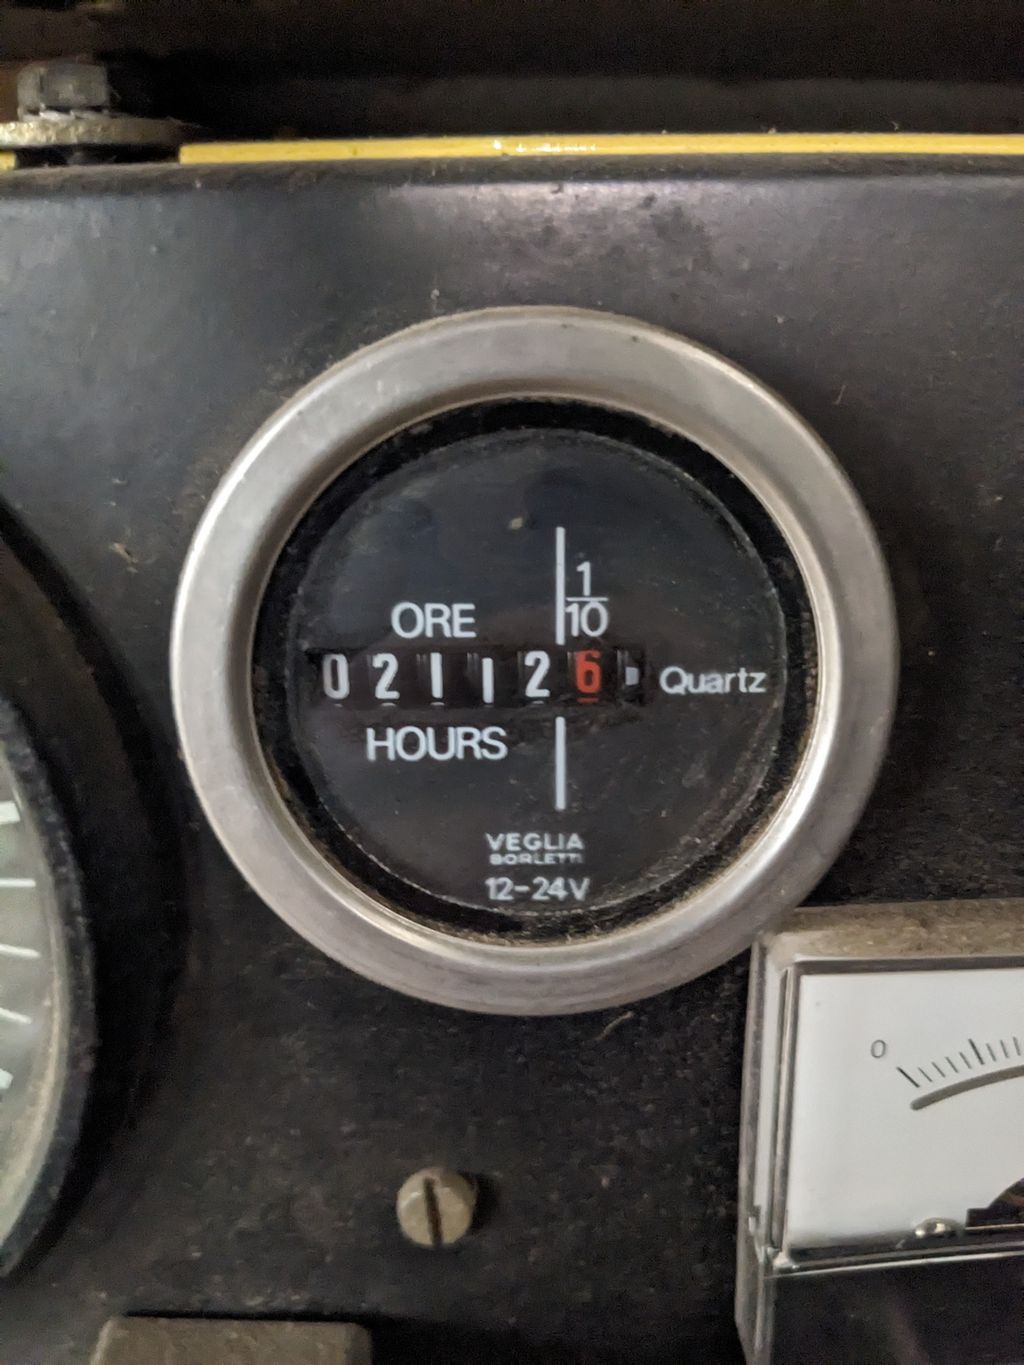 1
10
ORE
021126
Quartz
HOURS
VEGLIA
BORLETTI
12-24V
0